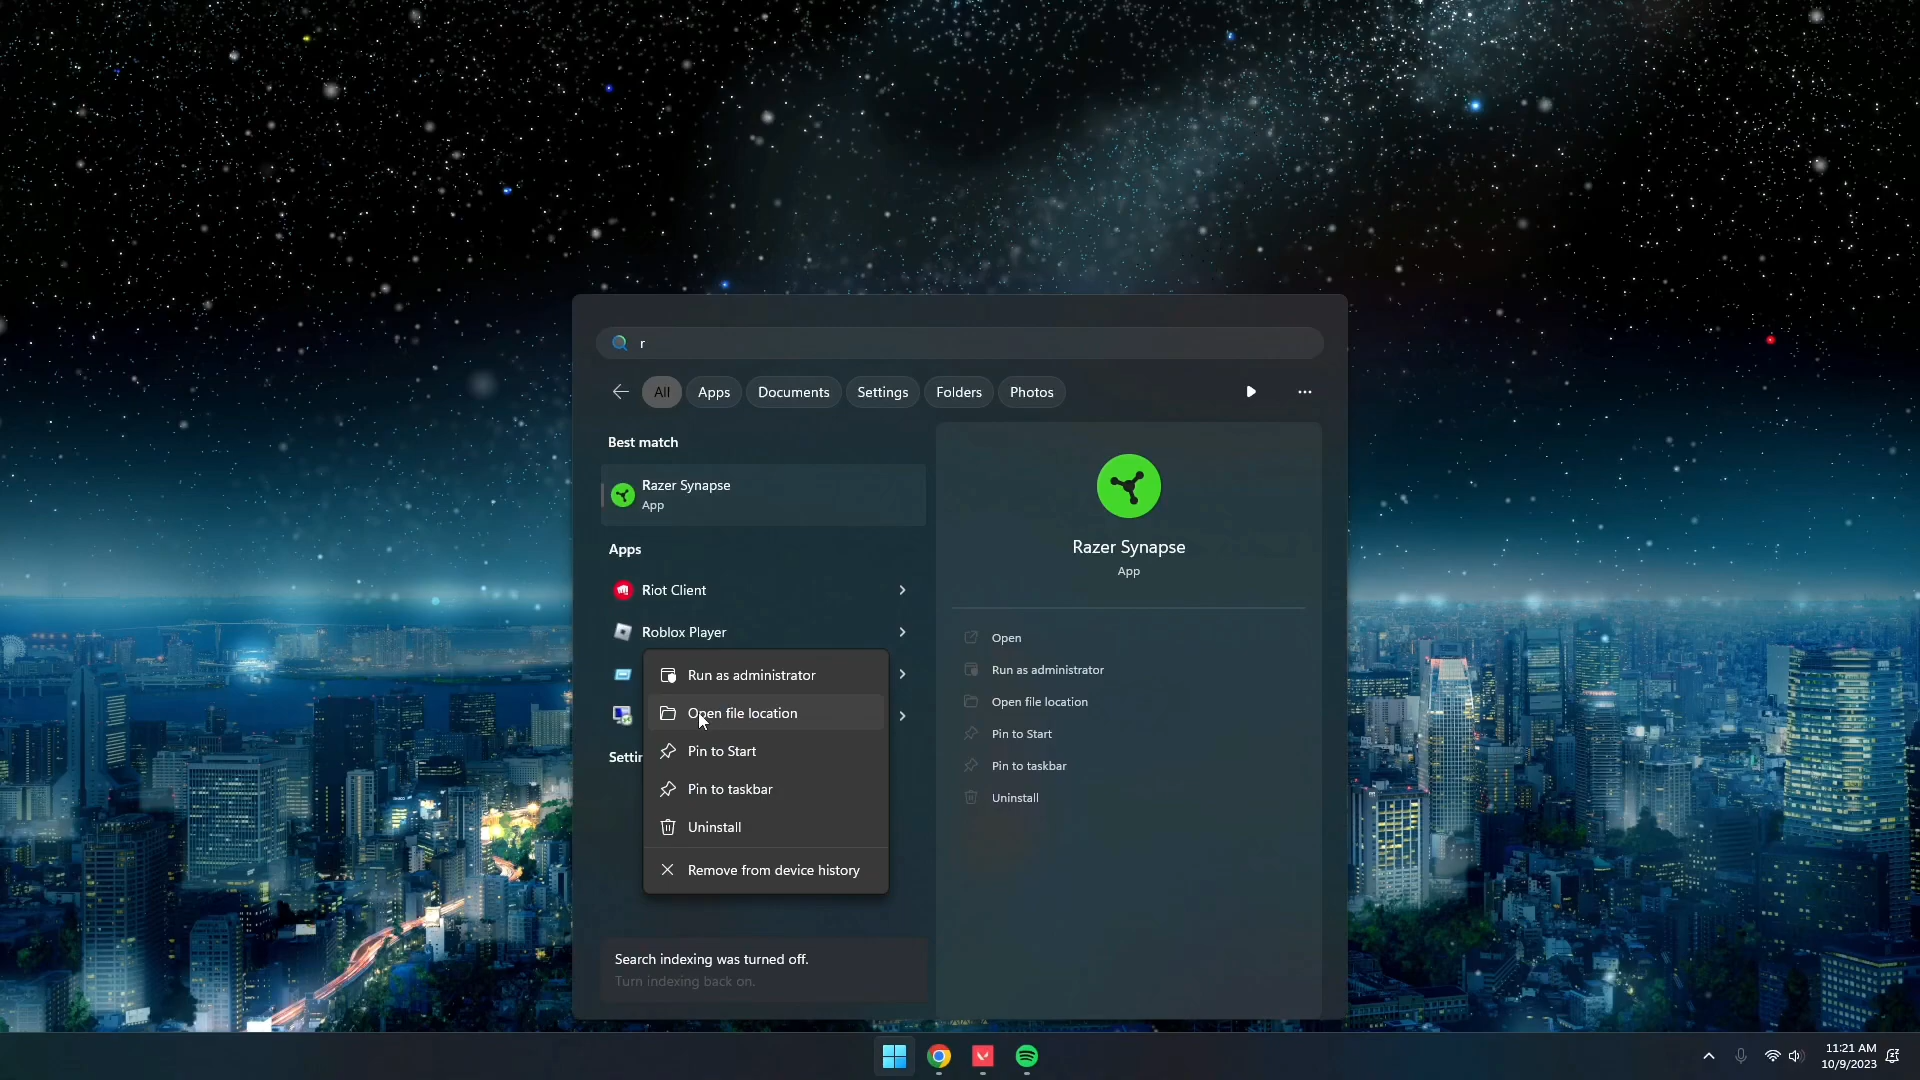 r
All
Apps
Documents
Settings
Folders
Photos
Best match
Razer Synapse
App
Apps
Riot Client
Roblox Player
Run as administrator
Open file location
Pin to Start
Pin to taskbar
Uninstall
Remove from device history
Settin
Search indexing was turned off.
Turn indexing back on.
Razer Synapse
App
Open
Run as administrator
Open file location
Pin to Start
Pin to taskbar
Uninstall
11:21 AM
10/9/2023